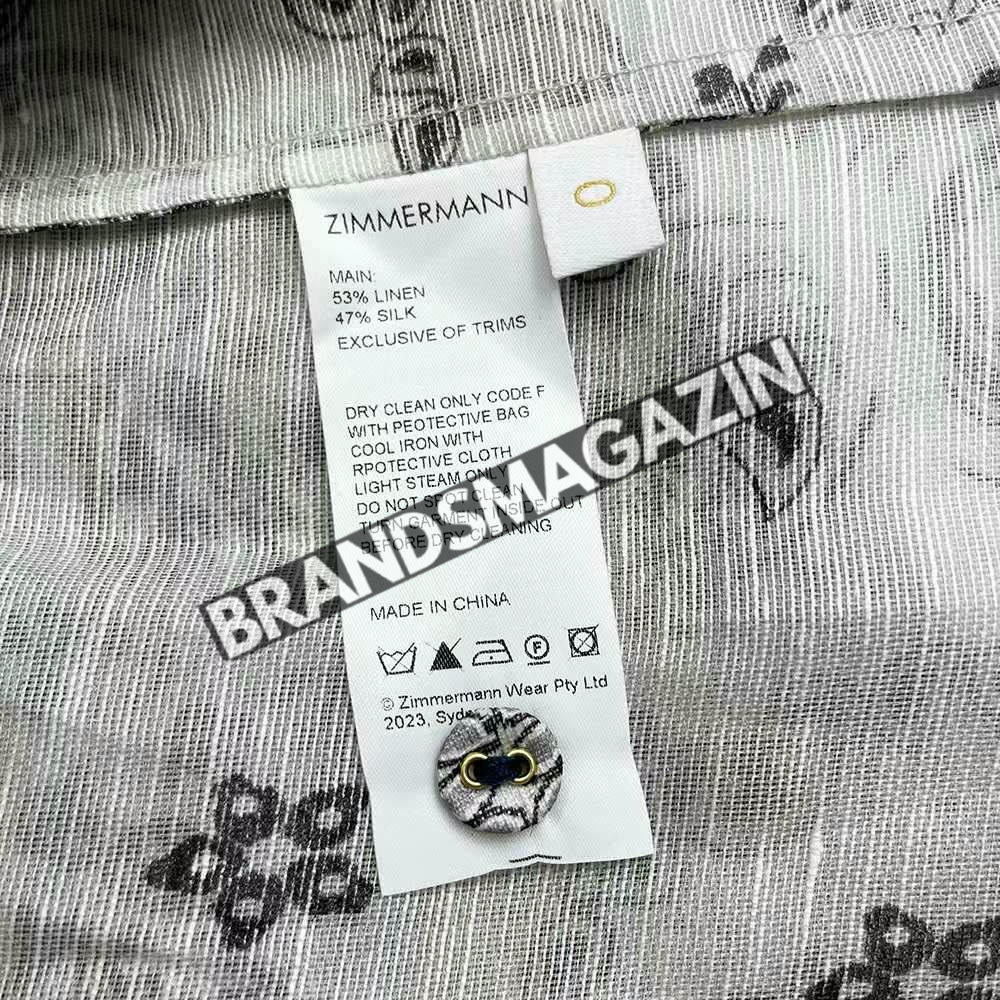 ZIMMERMANN
0
MAIN:
53% LINEN
47% SILK
EXCLUSIVE OF TRIMS
DRY CLEAN ONLY CODE F
WITH PEOTECTIVE BAG
COOL IRON WITH
RPOTECTIVE CLOTH
LIGHT STEAM ONLY
DO NOT SPOT CLEAN
TURN GARMENT INSIDE OUT
BEFORE DRY CLEANING
BRANDSMAGAZIN
MADE IN CHINA
F
© Zimmermann Wear Pty Ltd
2023,